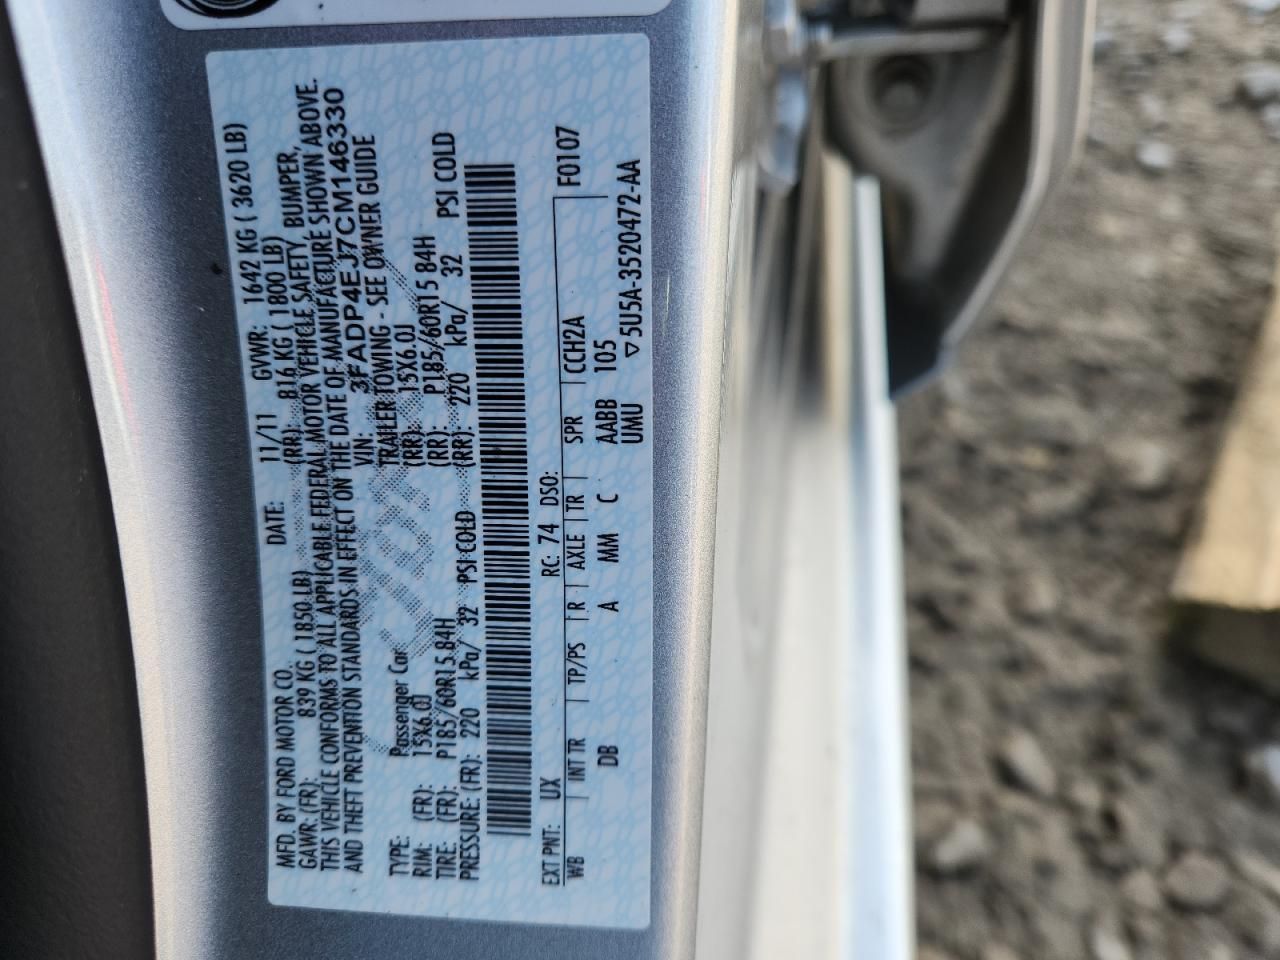 MFD. BY FORD MOTOR CO.
DATE: 11/11 GVWR: 1642 KG ( 3620 LB)
GAWR: (FR): 839 KG ( 1850 LB) (RR): 816 KG ( 1800 LB)
THIS VEHICLE CONFORMS TO ALL APPLICABLE FEDERAL MOTOR VEHICLE SAFETY, BUMPER,
AND THEFT PREVENTION STANDARDS IN EFFECT ON THE DATE OF MANUFACTURE SHOWN ABOVE.
VIN: 3FADP4EJ7CM146330
TYPE: Passenger Car TRAILER TOWING - SEE OWNER GUIDE
RIM: (FR): 15X6.0J (RR): 15X6.0J
TIRE: (FR): P185/60R15 84H (RR): P185/60R15 84H
PRESSURE: (FR): 220 kPa/ 32 PSI COLD (RR): 220 kPa/ 32 PSI COLD
EXT PNT: UX RC: 74 DSO: F0107
WB | INT TR | TP/PS | R | AXLE | TR | SPR | CCH2A
DB A MM C AABB 105
UMU ▽5U5A-3520472-AA